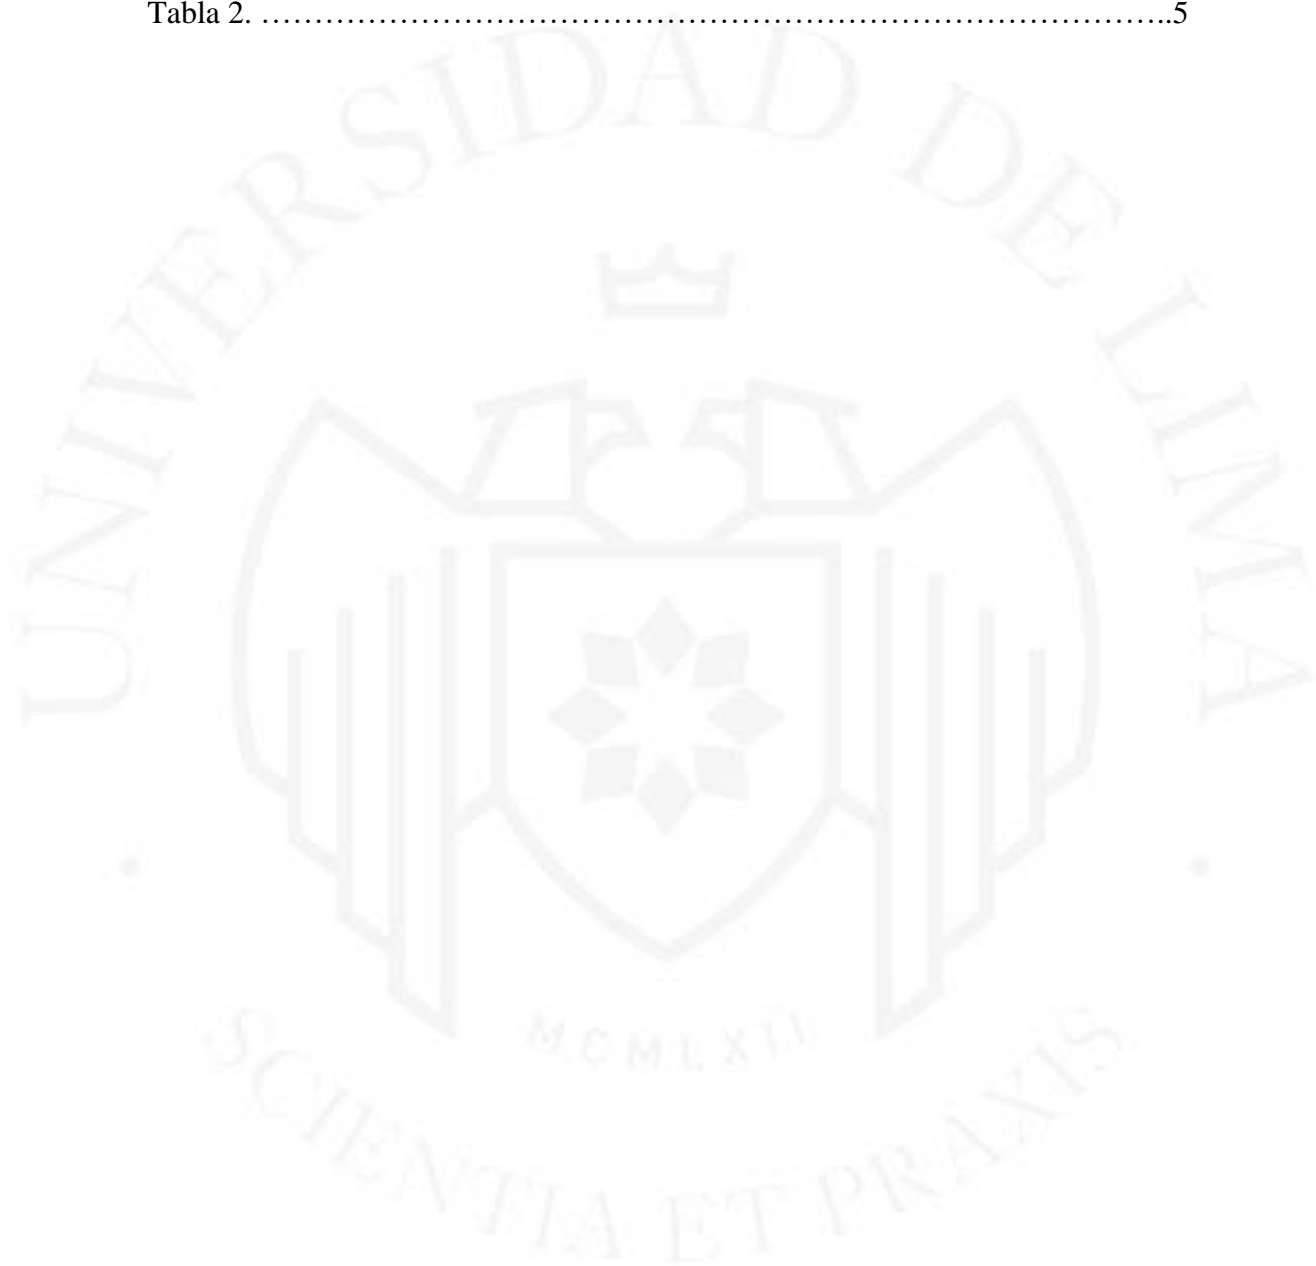 Tabla 2. ………………………………………………………………………………..5
UNIVERSIDAD DE LIMA
MCMLXII
SCIENTIA ET PRAXIS